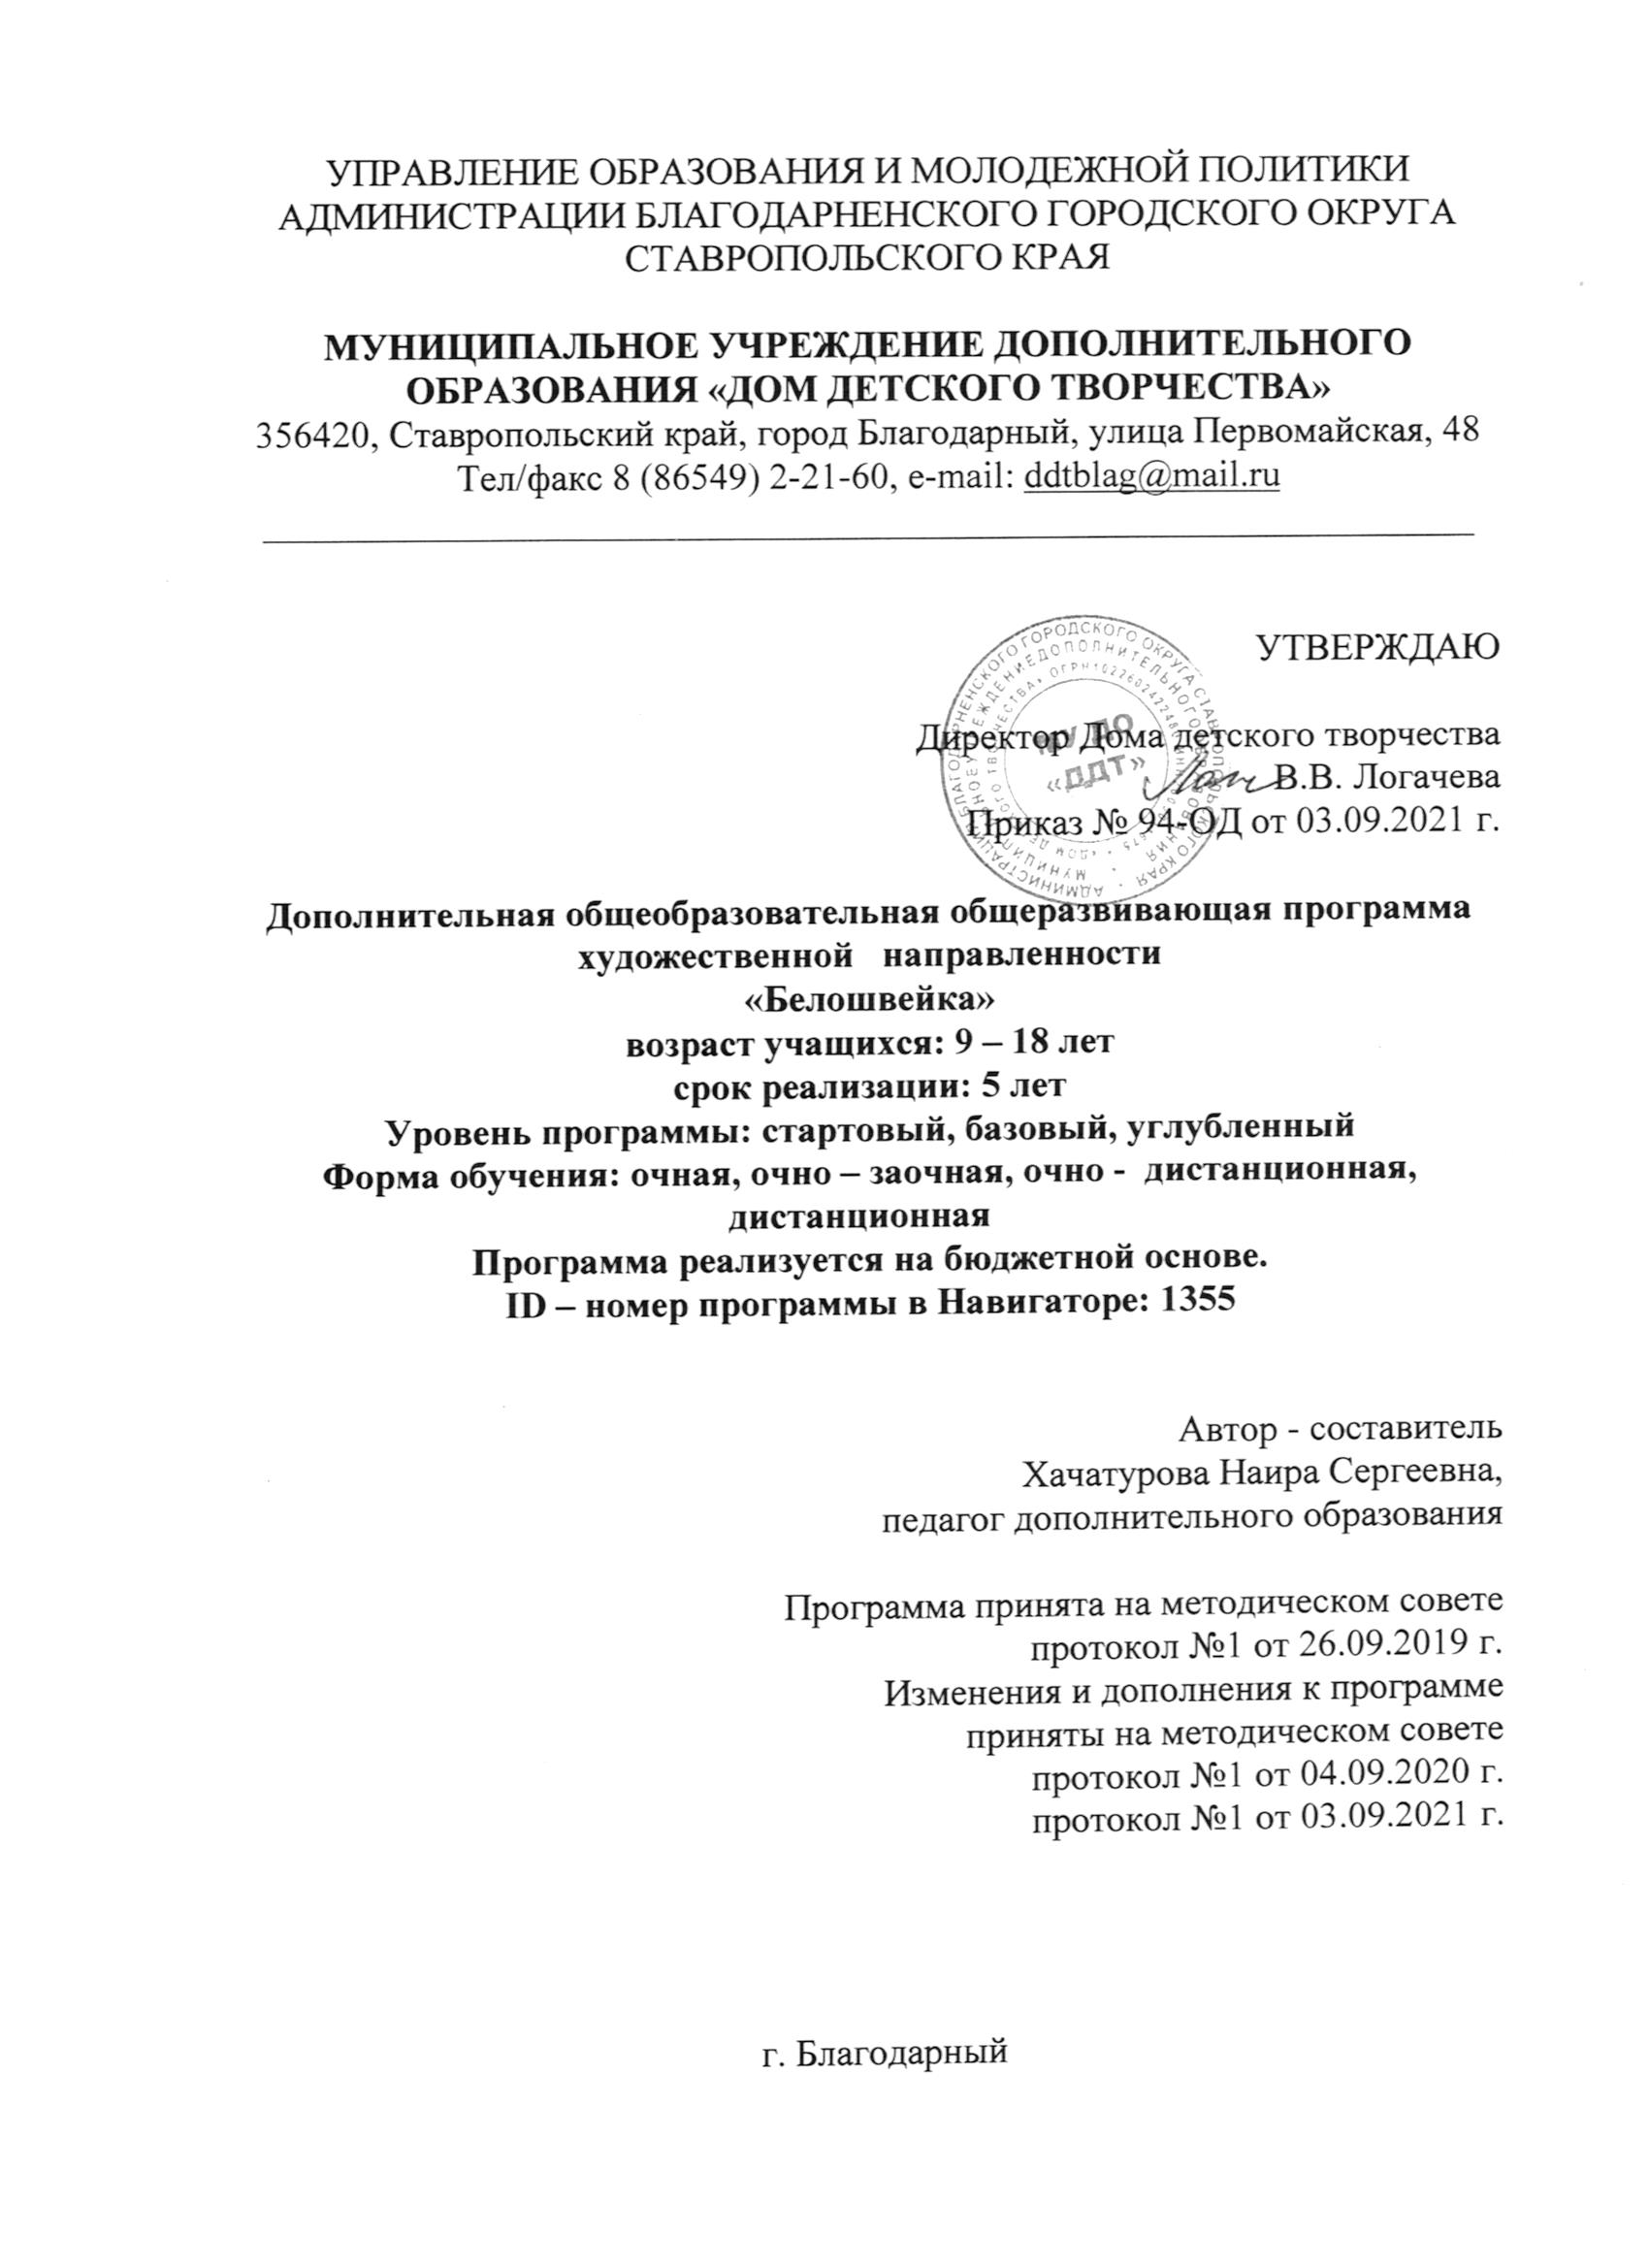 УПРАВЛЕНИЕ ОБРАЗОВАНИЯ И МОЛОДЕЖНОЙ ПОЛИТИКИ
АДМИНИСТРАЦИИ БЛАГОДАРНЕНСКОГО ГОРОДСКОГО ОКРУГА
СТАВРОПОЛЬСКОГО КРАЯ
МУНИЦИПАЛЬНОЕ УЧРЕЖДЕНИЕ ДОПОЛНИТЕЛЬНОГО
ОБРАЗОВАНИЯ «ДОМ ДЕТСКОГО ТВОРЧЕСТВА»
356420, Ставропольский край, город Благодарный, улица Первомайская, 48
Тел/факс 8 (86549) 2-21-60, e-mail: ddtblag@mail.ru
УТВЕРЖДАЮ
Директор Дома детского творчества
В.В. Логачева
Приказ № 94-ОД от 03.09.2021 г.
МУ ДО
«ДДТ»
Дополнительная общеобразовательная общеразвивающая программа
художественной направленности
«Белошвейка»
возраст учащихся: 9 – 18 лет
срок реализации: 5 лет
Уровень программы: стартовый, базовый, углубленный
Форма обучения: очная, очно – заочная, очно - дистанционная,
дистанционная
Программа реализуется на бюджетной основе.
ID – номер программы в Навигаторе: 1355
Автор - составитель
Хачатурова Наира Сергеевна,
педагог дополнительного образования
Программа принята на методическом совете
протокол №1 от 26.09.2019 г.
Изменения и дополнения к программе
приняты на методическом совете
протокол №1 от 04.09.2020 г.
протокол №1 от 03.09.2021 г.
г. Благодарный